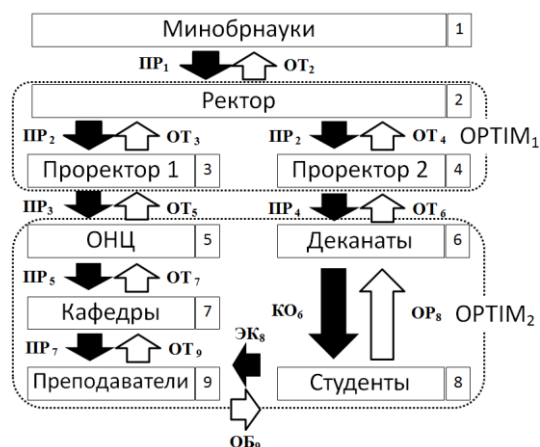 Минобрнауки 1
ПР1 ОТ2
Ректор 2
ПР2 ОТ3 ПР2 ОТ4 OPTIM1
Проректор 1 3 Проректор 2 4
ПР3 ОТ5 ПР4 ОТ6
ОНЦ 5 Деканаты 6
ПР5 ОТ7
Кафедры 7 КО6 ОР8 OPTIM2
ПР7 ОТ9 ЭК8
Преподаватели 9 Студенты 8
ОБ9